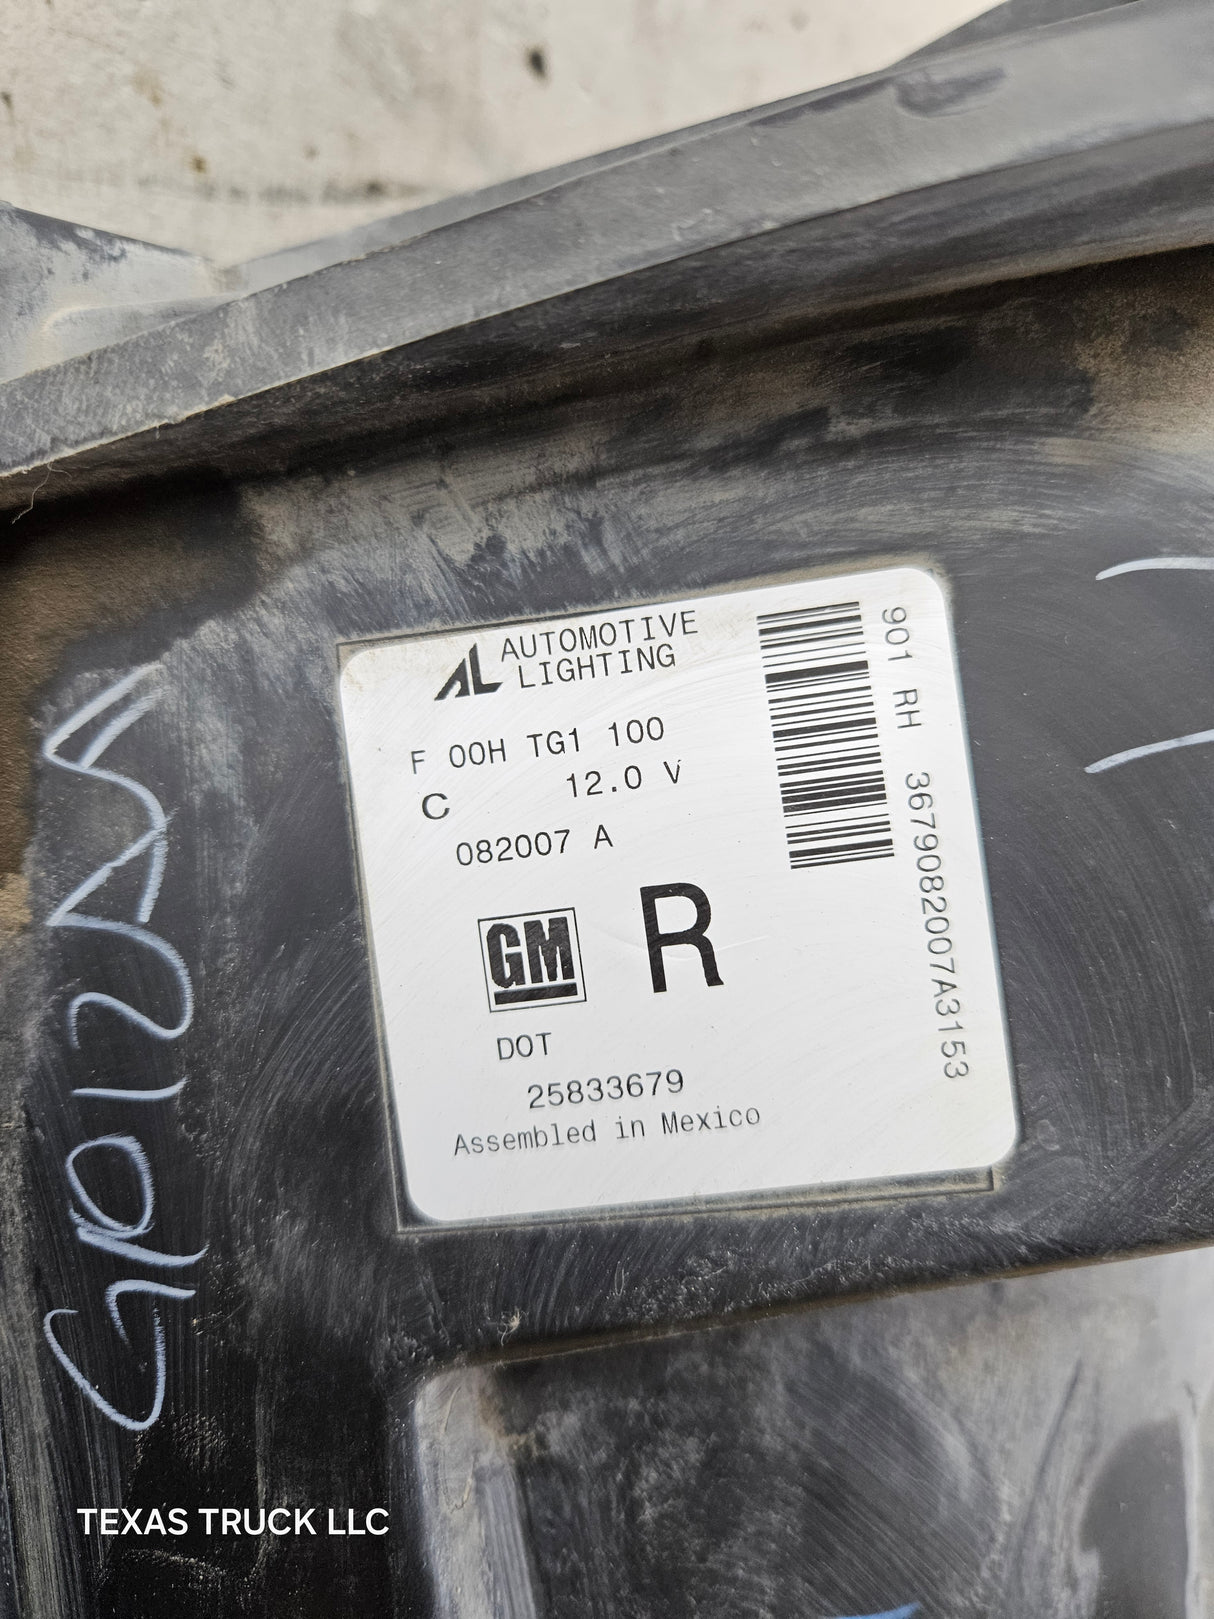 AL AUTOMOTIVE
LIGHTING
F 00H TG1 100
C 12.0 V
082007 A
GM R
DOT
25833679
Assembled in Mexico
901 RH 3679082007A3153
TEXAS TRUCK LLC